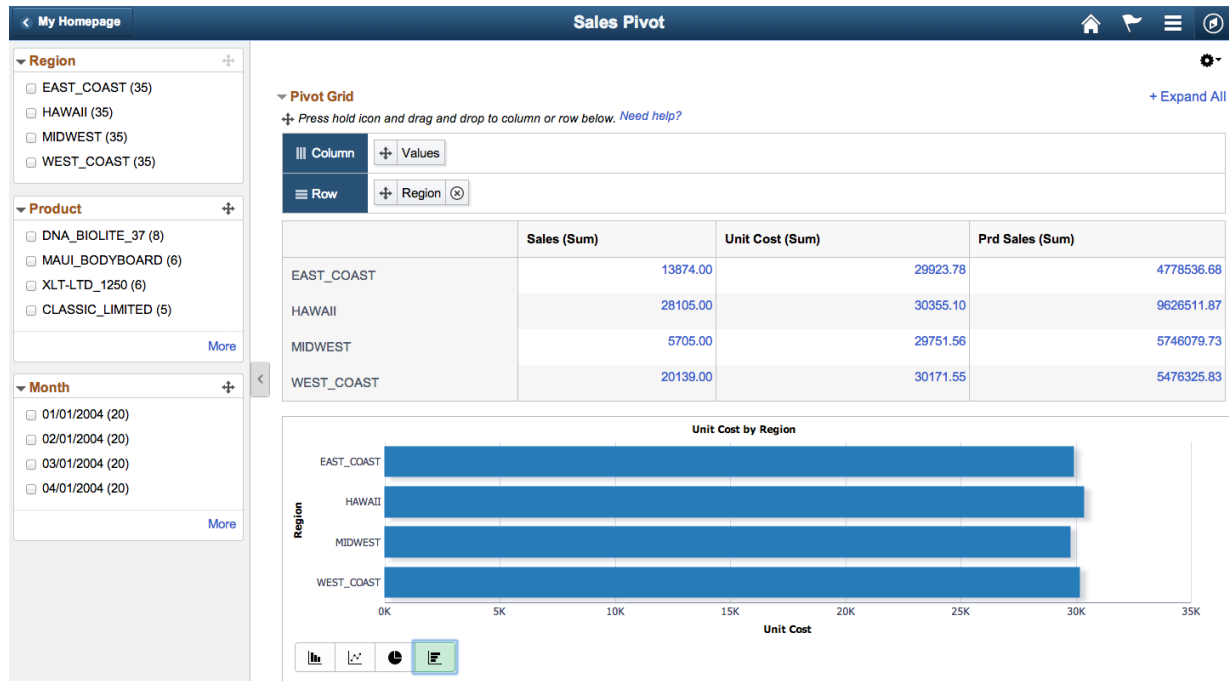 My Homepage
Sales Pivot
Region
EAST_COAST (35)
HAWAII (35)
MIDWEST (35)
WEST_COAST (35)
Product
DNA_BIOLITE_37 (8)
MAUI_BODYBOARD (6)
XLT-LTD_1250 (6)
CLASSIC_LIMITED (5)
More
Month
01/01/2004 (20)
02/01/2004 (20)
03/01/2004 (20)
04/01/2004 (20)
More
Pivot Grid
+ Expand All
Press hold icon and drag and drop to column or row below. Need help?
Column Values
Row Region
Sales (Sum) Unit Cost (Sum) Prd Sales (Sum)
EAST_COAST 13874.00 29923.78 4778536.68
HAWAII 28105.00 30355.10 9626511.87
MIDWEST 5705.00 29751.56 5746079.73
WEST_COAST 20139.00 30171.55 5476325.83
Unit Cost by Region
Region
EAST_COAST
HAWAII
MIDWEST
WEST_COAST
0K 5K 10K 15K 20K 25K 30K 35K
Unit Cost